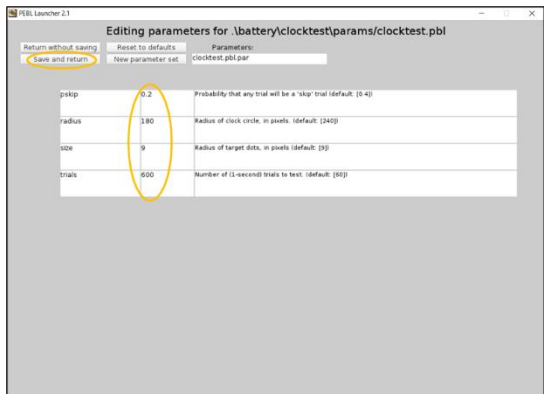 PEBL Launcher 2.1
Editing parameters for .\battery\clocktest\params/clocktest.pbl
Return without saving Reset to defaults Parameters:
Save and return New parameter set clocktest.pbl.par
pskip 0.2 Probability that any trial will be a 'skip' trial (default: [0.4])
radius 180 Radius of clock circle, in pixels. (default: [240])
size 9 Radius of target dots, in pixels (default: [9])
trials 600 Number of (1-second) trials to test. (default: [60])